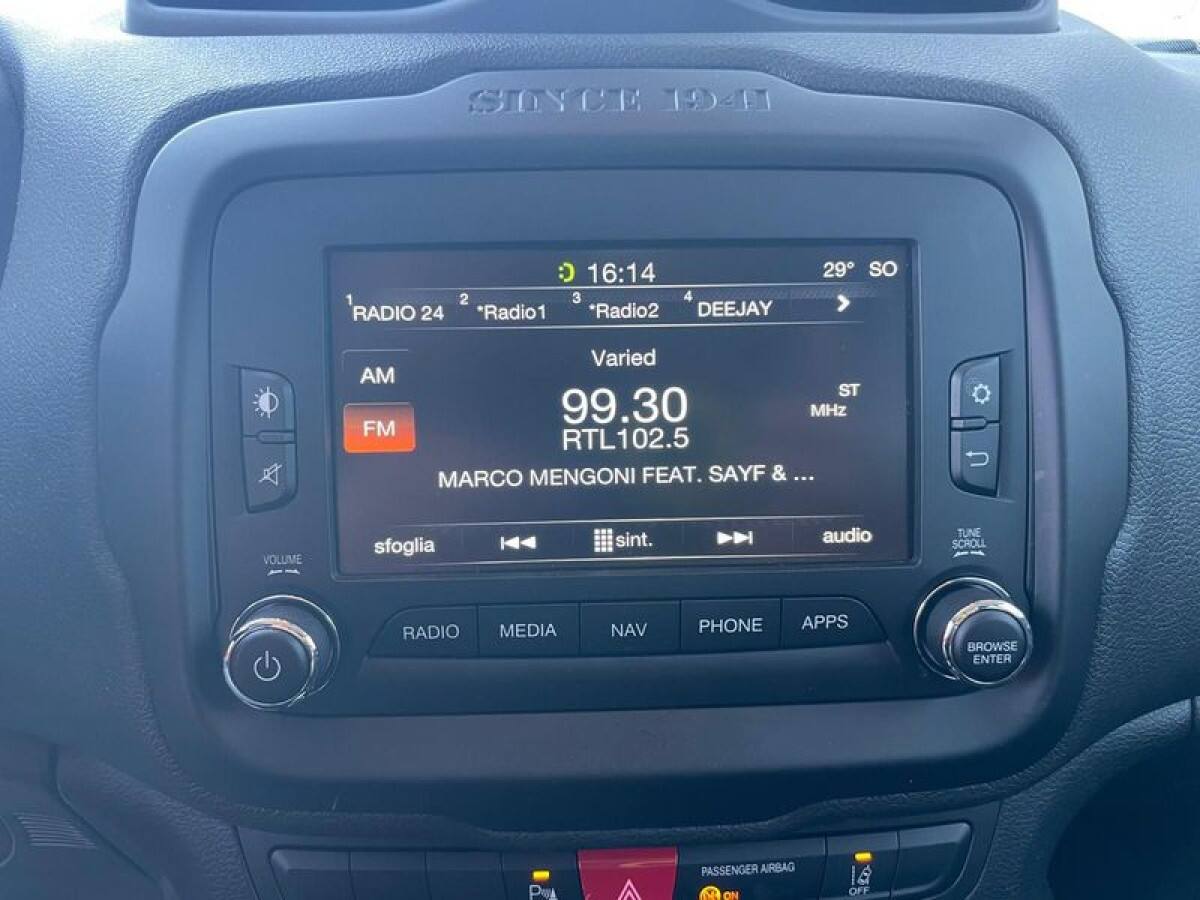 SINCE 1941
16:14
29° SO
1 RADIO 24 2 *Radio1 3 *Radio2 4 DEEJAY
Varied
AM
99.30
ST
MHz
FM
RTL102.5
MARCO MENGONI FEAT. SAYF & ...
sfoglia
sint.
audio
VOLUME
TUNE
SCROLL
RADIO
MEDIA
NAV
PHONE
APPS
BROWSE
ENTER
PASSENGER AIRBAG
P
ON
OFF